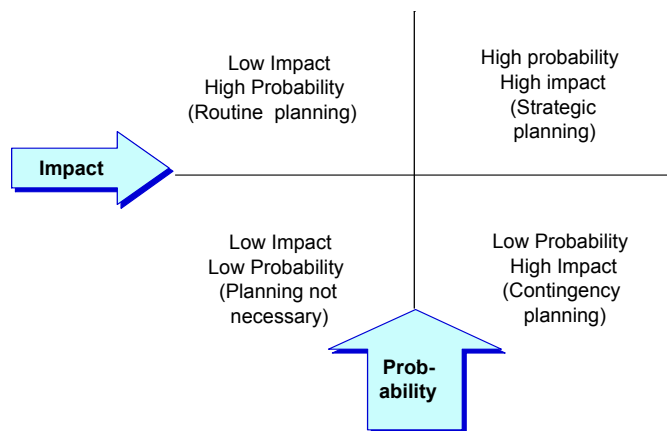 Low Impact
High Probability
(Routine planning)
High probability
High impact
(Strategic
planning)
Impact
Low Impact
Low Probability
(Planning not
necessary)
Low Probability
High Impact
(Contingency
planning)
Prob-
ability